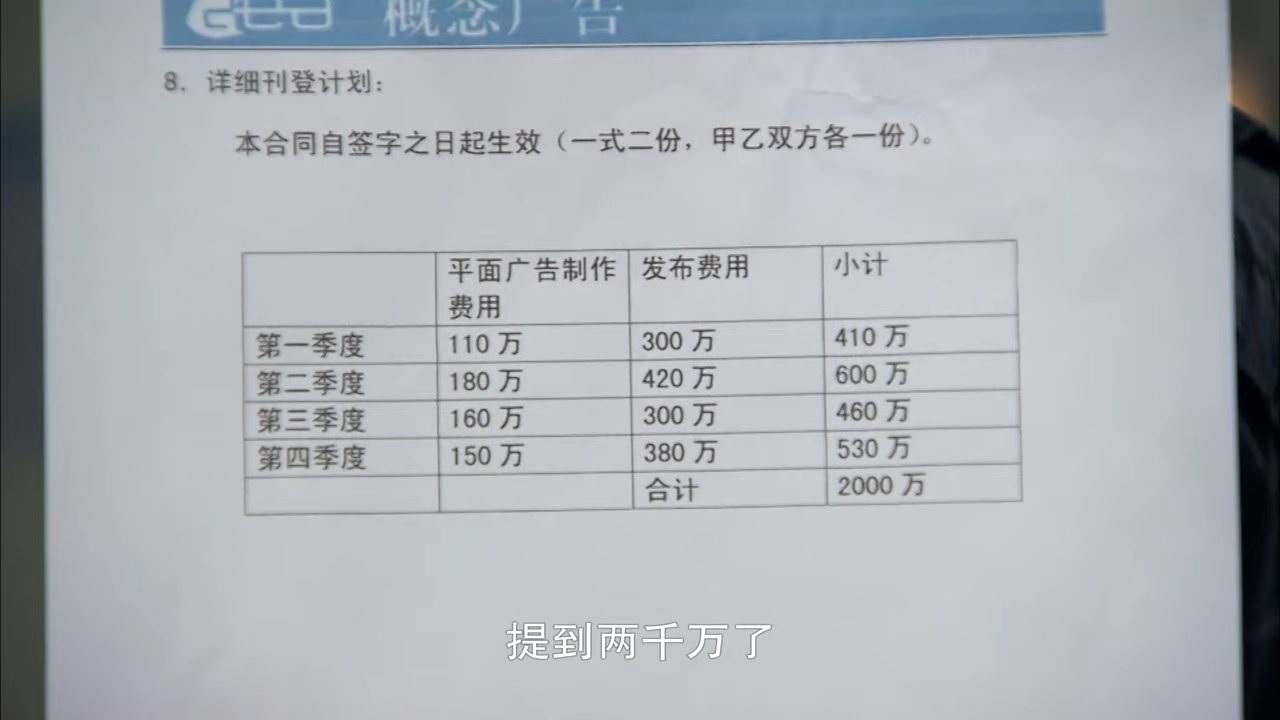 概念广告
8. 详细刊登计划：
本合同自签字之日起生效（一式二份，甲乙双方各一份）。
平面广告制作费用 发布费用 小计
第一季度 110 万 300 万 410 万
第二季度 180 万 420 万 600 万
第三季度 160 万 300 万 460 万
第四季度 150 万 380 万 530 万
合计 2000 万
提到两千万了